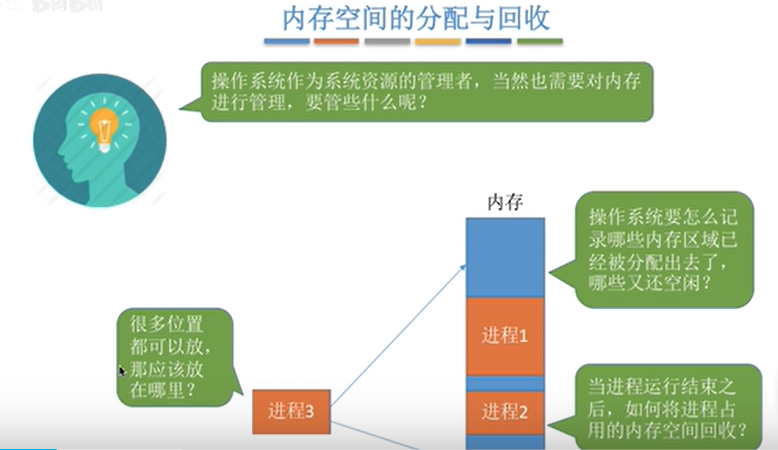 内存空间的分配与回收
操作系统作为系统资源的管理者，当然也需要对内存
进行管理，要管些什么呢？
内存
操作系统要怎么记
录哪些内存区域已
经被分配出去了，
哪些又还空闲？
进程1
很多位置
都可以放，
那应该放
在哪里？
进程3
进程2
当进程运行结束之
后，如何将进程占
用的内存空间回收？